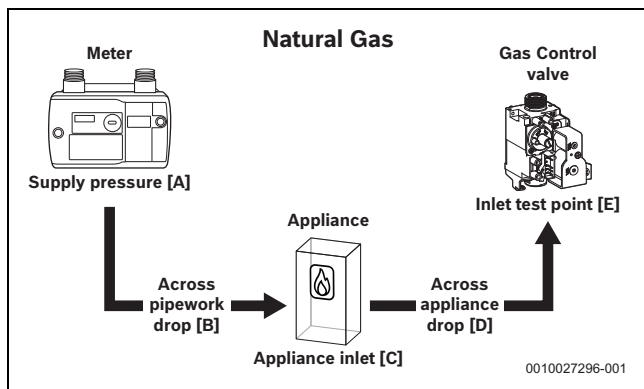 Natural Gas
Meter
Supply pressure [A]
Across
pipework
drop [B]
Appliance
Appliance inlet [C]
Across
appliance
drop [D]
Gas Control
valve
Inlet test point [E]
0010027296-001